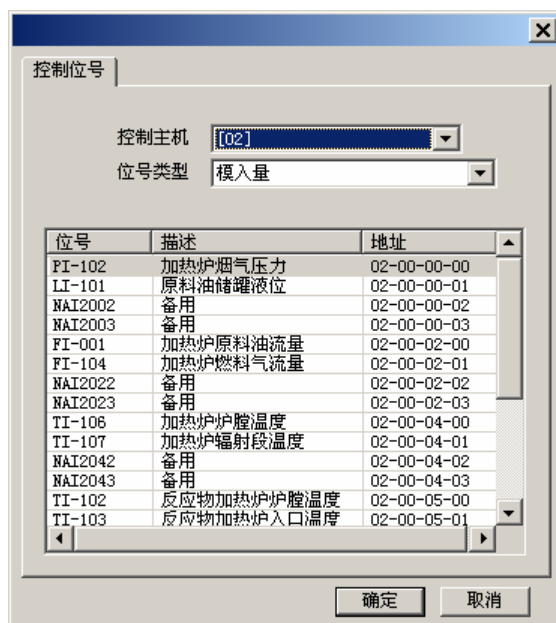 控制位号
控制主机 [02]
位号类型 模入量
位号 描述 地址
PI-102 加热炉烟气压力 02-00-00-00
LI-101 原料油储罐液位 02-00-00-01
NAI2002 备用 02-00-00-02
NAI2003 备用 02-00-00-03
FI-001 加热炉原料油流量 02-00-02-00
FI-104 加热炉燃料气流量 02-00-02-01
NAI2022 备用 02-00-02-02
NAI2023 备用 02-00-02-03
TI-106 加热炉炉膛温度 02-00-04-00
TI-107 加热炉辐射段温度 02-00-04-01
NAI2042 备用 02-00-04-02
NAI2043 备用 02-00-04-03
TI-102 反应物加热炉炉膛温度 02-00-05-00
TI-103 反应物加热炉入口温度 02-00-05-01
确定 取消